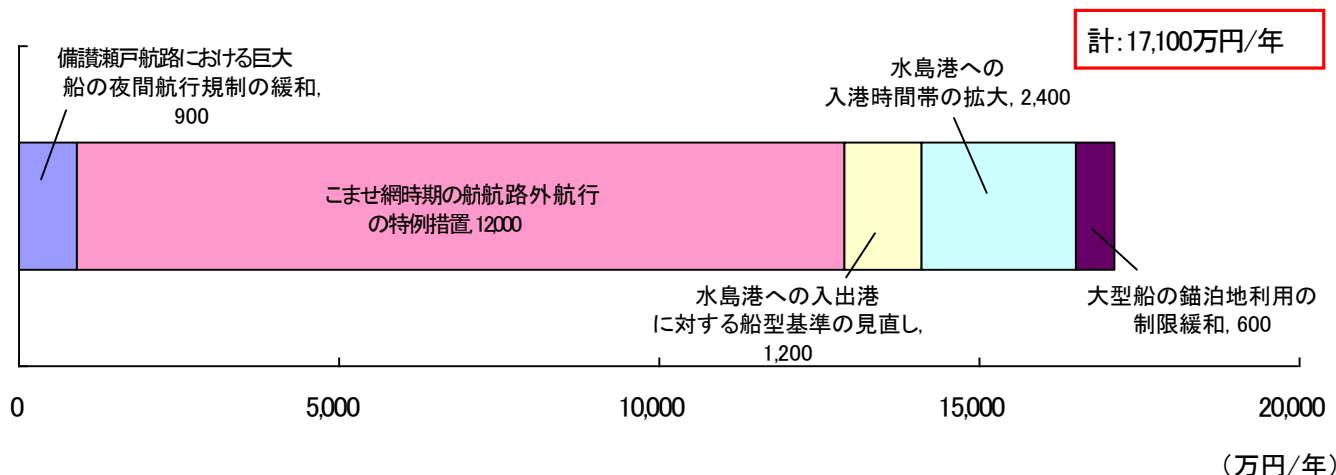 計:17,100万円/年
備讃瀬戸航路における巨大
船の夜間航行規制の緩和,
900
水島港への
入港時間帯の拡大, 2,400
こませ網時期の航航路外航行
の特例措置, 12,000
水島港への入出港
に対する船型基準の見直し,
1,200
大型船の錨泊地利用の
制限緩和, 600
0
5,000
10,000
15,000
20,000
(万円/年)